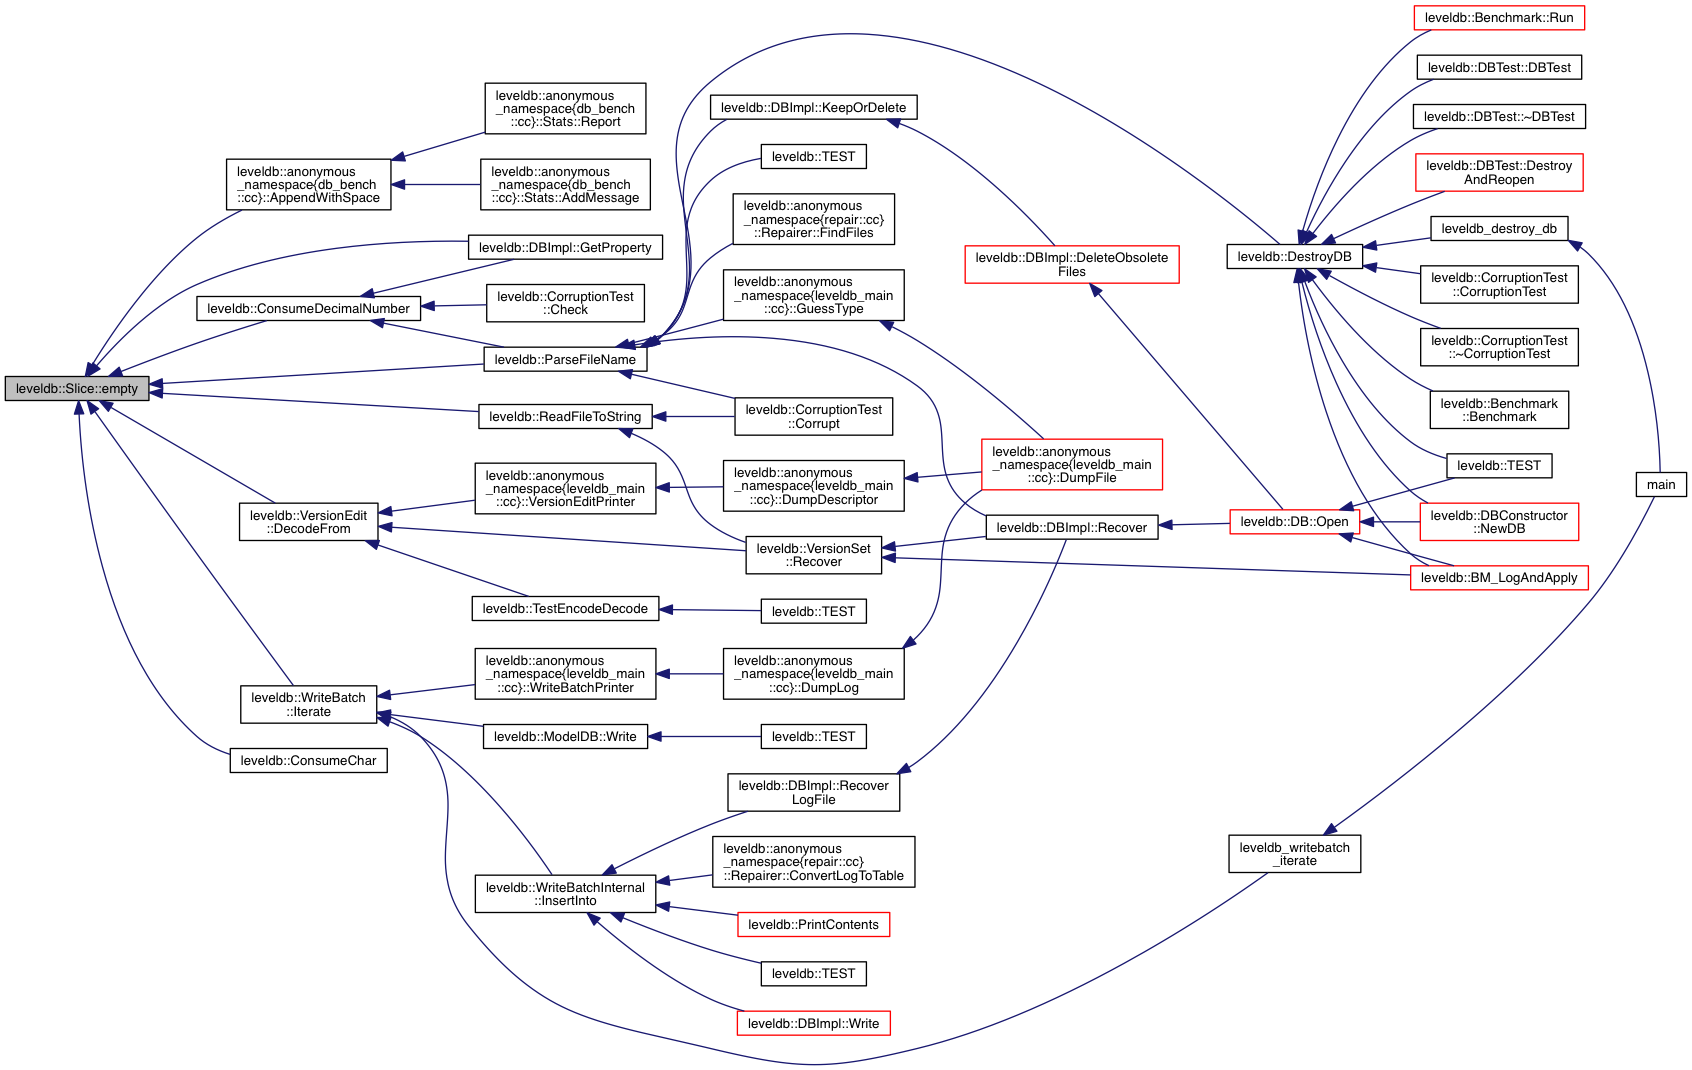 leveldb::Slice::empty
leveldb::anonymous
_namespace{db_bench
::cc}::AppendWithSpace
leveldb::ConsumeDecimalNumber
leveldb::VersionEdit
::DecodeFrom
leveldb::WriteBatch
::Iterate
leveldb::ConsumeChar
leveldb::anonymous
_namespace{db_bench
::cc}::Stats::Report
leveldb::anonymous
_namespace{db_bench
::cc}::Stats::AddMessage
leveldb::DBImpl::GetProperty
leveldb::CorruptionTest
::Check
leveldb::ParseFileName
leveldb::ReadFileToString
leveldb::anonymous
_namespace{leveldb_main
::cc}::VersionEditPrinter
leveldb::TestEncodeDecode
leveldb::anonymous
_namespace{leveldb_main
::cc}::WriteBatchPrinter
leveldb::ModelDB::Write
leveldb::WriteBatchInternal
::InsertInto
leveldb::DBImpl::KeepOrDelete
leveldb::TEST
leveldb::anonymous
_namespace{repair::cc}
::Repairer::FindFiles
leveldb::anonymous
_namespace{leveldb_main
::cc}::GuessType
leveldb::CorruptionTest
::Corrupt
leveldb::anonymous
_namespace{leveldb_main
::cc}::DumpDescriptor
leveldb::VersionSet
::Recover
leveldb::TEST
leveldb::anonymous
_namespace{leveldb_main
::cc}::DumpLog
leveldb::TEST
leveldb::DBImpl::Recover
LogFile
leveldb::anonymous
_namespace{repair::cc}
::Repairer::ConvertLogToTable
leveldb::PrintContents
leveldb::TEST
leveldb::DBImpl::Write
leveldb::DBImpl::DeleteObsolete
Files
leveldb::anonymous
_namespace{leveldb_main
::cc}::DumpFile
leveldb::DBImpl::Recover
leveldb::DestroyDB
leveldb::DB::Open
leveldb_writebatch
_iterate
leveldb::Benchmark::Run
leveldb::DBTest::DBTest
leveldb::DBTest::~DBTest
leveldb::DBTest::Destroy
AndReopen
leveldb_destroy_db
leveldb::CorruptionTest
::CorruptionTest
leveldb::CorruptionTest
::~CorruptionTest
leveldb::Benchmark
::Benchmark
leveldb::TEST
leveldb::DBConstructor
::NewDB
leveldb::BM_LogAndApply
main